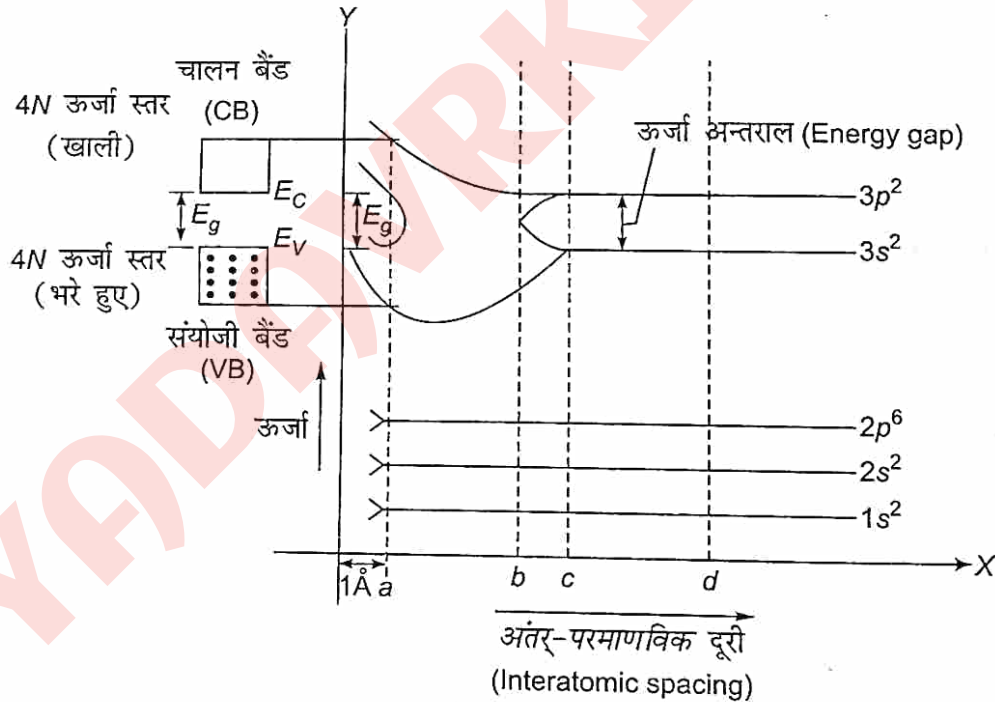 Y
चालन बैंड
(CB)
4N ऊर्जा स्तर
(खाली)
ऊर्जा अन्तराल (Energy gap)
E_C
3p²
E_g
E_g
E_V
3s²
4N ऊर्जा स्तर
(भरे हुए)
संयोजी बैंड
(VB)
ऊर्जा
2p⁶
2s²
1s²
X
1Å a b c d
अंतर्-परमाणविक दूरी
(Interatomic spacing)
YADAVRKI